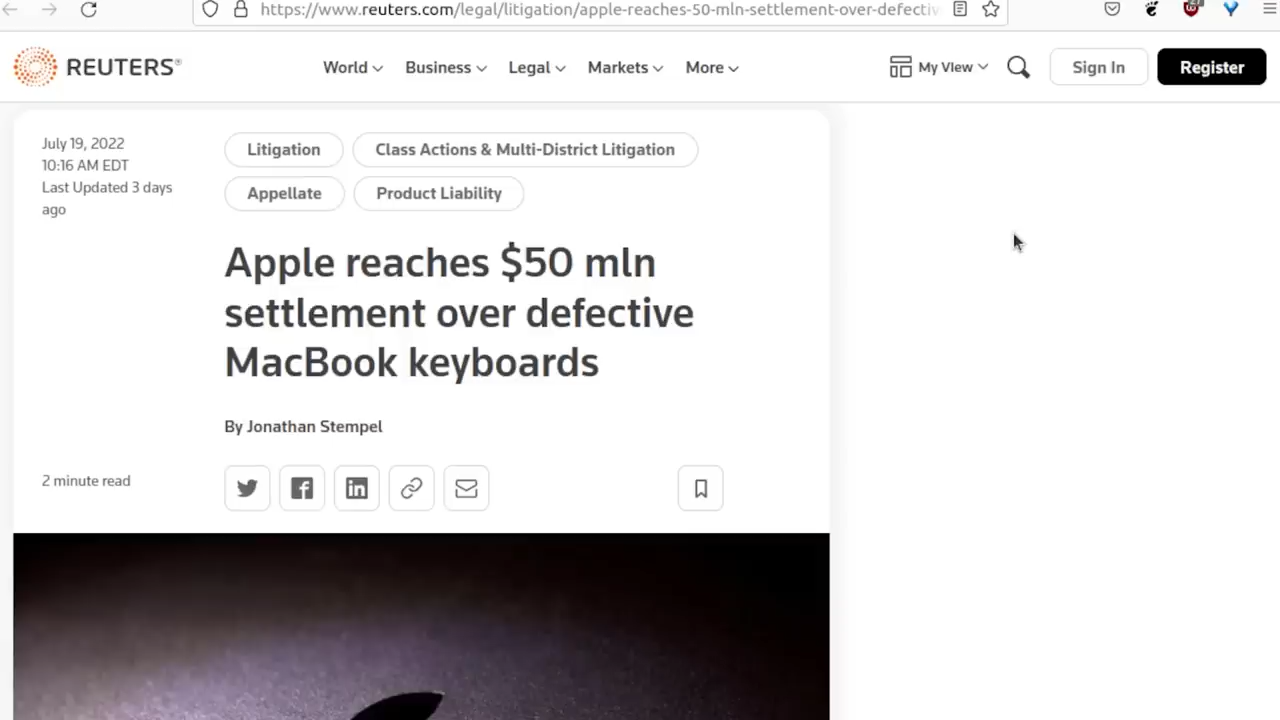 https://www.reuters.com/legal/litigation/apple-reaches-50-mln-settlement-over-defectiv
REUTERS®
World Business Legal Markets More
My View
Sign In
Register
July 19, 2022
10:16 AM EDT
Last Updated 3 days
ago
Litigation
Class Actions & Multi-District Litigation
Appellate
Product Liability
Apple reaches $50 mln
settlement over defective
MacBook keyboards
By Jonathan Stempel
2 minute read